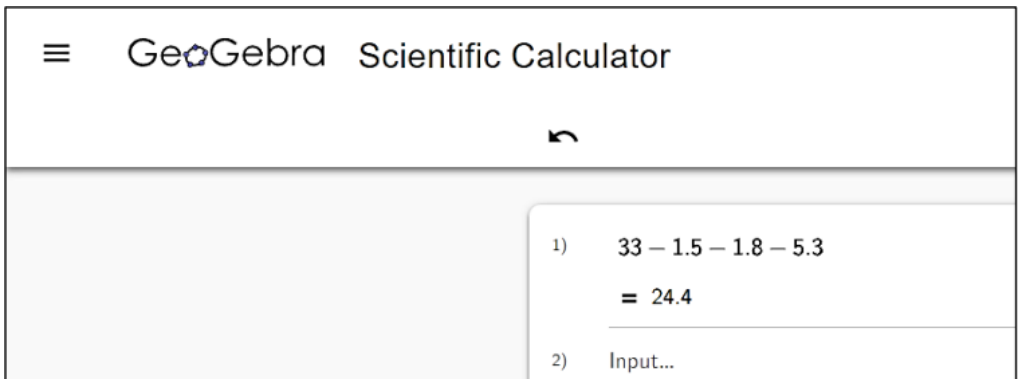 GeoGebra Scientific Calculator
1) 33 – 1.5 – 1.8 – 5.3
= 24.4
2) Input...